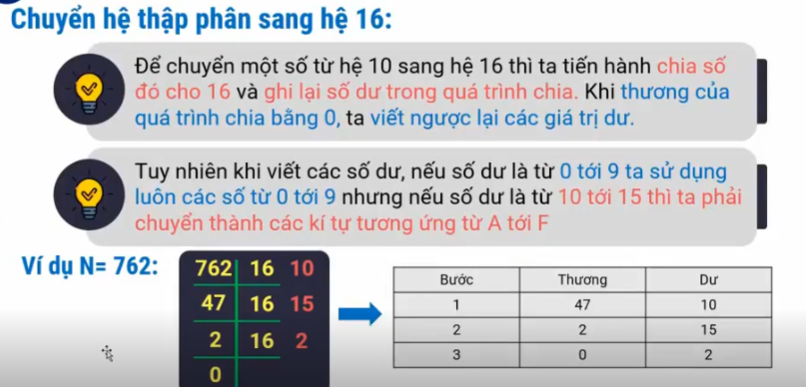 Chuyển hệ thập phân sang hệ 16:
Để chuyển một số từ hệ 10 sang hệ 16 thì ta tiến hành chia số
đó cho 16 và ghi lại số dư trong quá trình chia. Khi thương của
quá trình chia bằng 0, ta viết ngược lại các giá trị dư.
Tuy nhiên khi viết các số dư, nếu số dư là từ 0 tới 9 ta sử dụng
luôn các số từ 0 tới 9 nhưng nếu số dư là từ 10 tới 15 thì ta phải
chuyển thành các kí tự tương ứng từ A tới F
Ví dụ N= 762:
762 16 10
47 16 15
2 16 2
0
Bước Thương Dư
1 47 10
2 2 15
3 0 2